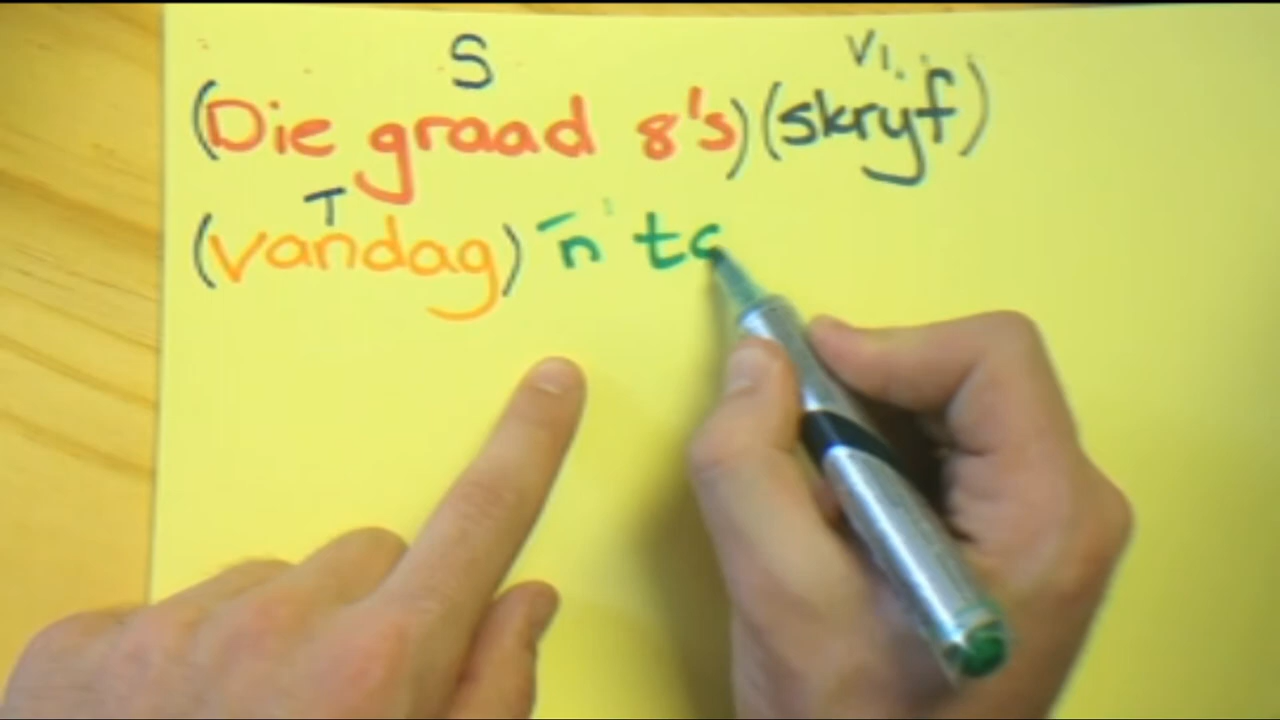 S V1.
(Die graad 8's) (skryf)
T
(vandag) 'n